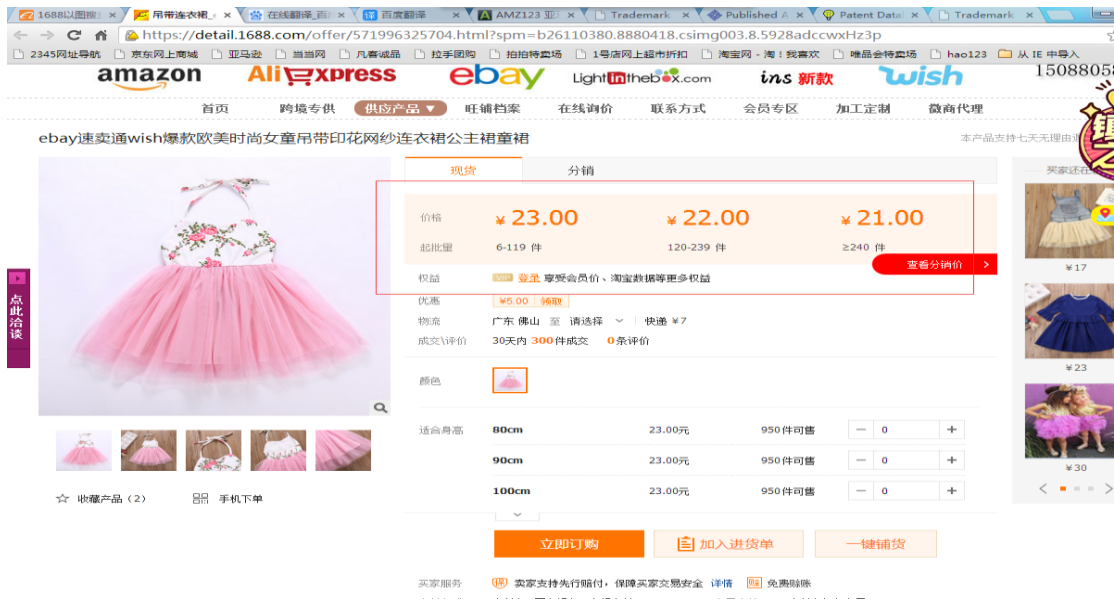 1688以图搜
吊带连衣裙_
在线翻译_百
百度翻译
AMZ123 亚
Trademark
Published A
Patent Data
Trademark
https://detail.1688.com/offer/571996325704.html?spm=b26110380.8880418.csimg003.8.5928adccwxHz3p
2345网址导航 京东网上商城 亚马逊 当当网 凡客诚品 拉手团购 拍拍特卖场 1号店网上超市折扣 淘宝网 - 淘！我喜欢 唯品会特卖场 hao123 从 IE 中导入
amazon AliExpress ebay Lightinthebox.com ins 新款 wish 15088058
首页 跨境专供 供应产品 ▼ 旺铺档案 在线询价 联系方式 会员专区 加工定制 微商代理
ebay速卖通wish爆款欧美时尚女童吊带印花网纱连衣裙公主裙童裙
本产品支持七天无理由
现货 分销
买家还在
价格 ¥ 23.00 ¥ 22.00 ¥ 21.00
起批量 6-119 件 120-239 件 ≥240 件
查看分销价 >
权益 VIP 登录 享受会员价、淘宝数据等更多权益
¥17
点此洽谈
优惠 ¥5.00 领取
物流 广东 佛山 至 请选择 快递 ¥7
成交\评价 30天内 300件成交 0条评价
¥23
颜色
适合身高 80cm 23.00元 950件可售 — 0 +
90cm 23.00元 950件可售 — 0 +
¥30
100cm 23.00元 950件可售 — 0 +
☆ 收藏产品（2） 手机下单
立即订购 加入进货单 一键铺货
买家服务 卖家支持先行赔付，保障买家交易安全 详情 免费赊账